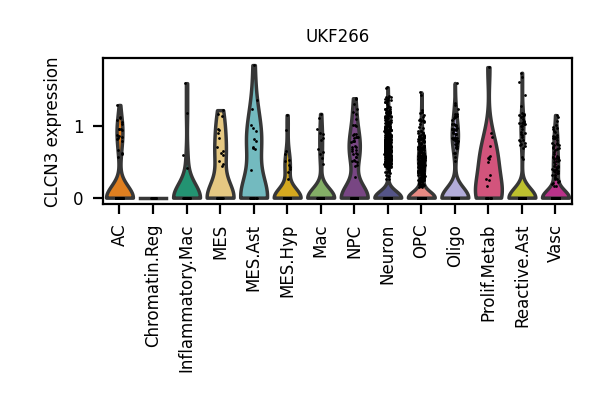 UKF266
CLCN3 expression
1
0
AC
Chromatin.Reg
Inflammatory.Mac
MES
MES.Ast
MES.Hyp
Mac
NPC
Neuron
OPC
Oligo
Prolif.Metab
Reactive.Ast
Vasc